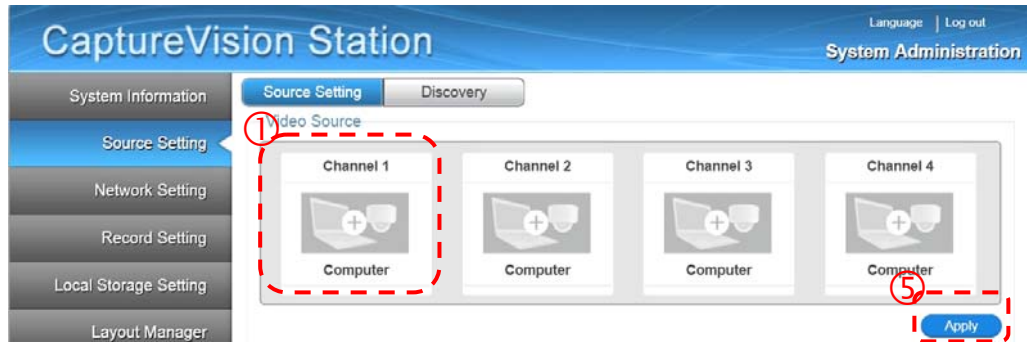 CaptureVision Station
Language | Log out
System Administration
System Information
Source Setting
Network Setting
Record Setting
Local Storage Setting
Layout Manager
Source Setting Discovery
Video Source
①
Channel 1 Channel 2 Channel 3 Channel 4
Computer Computer Computer Computer
⑤
Apply